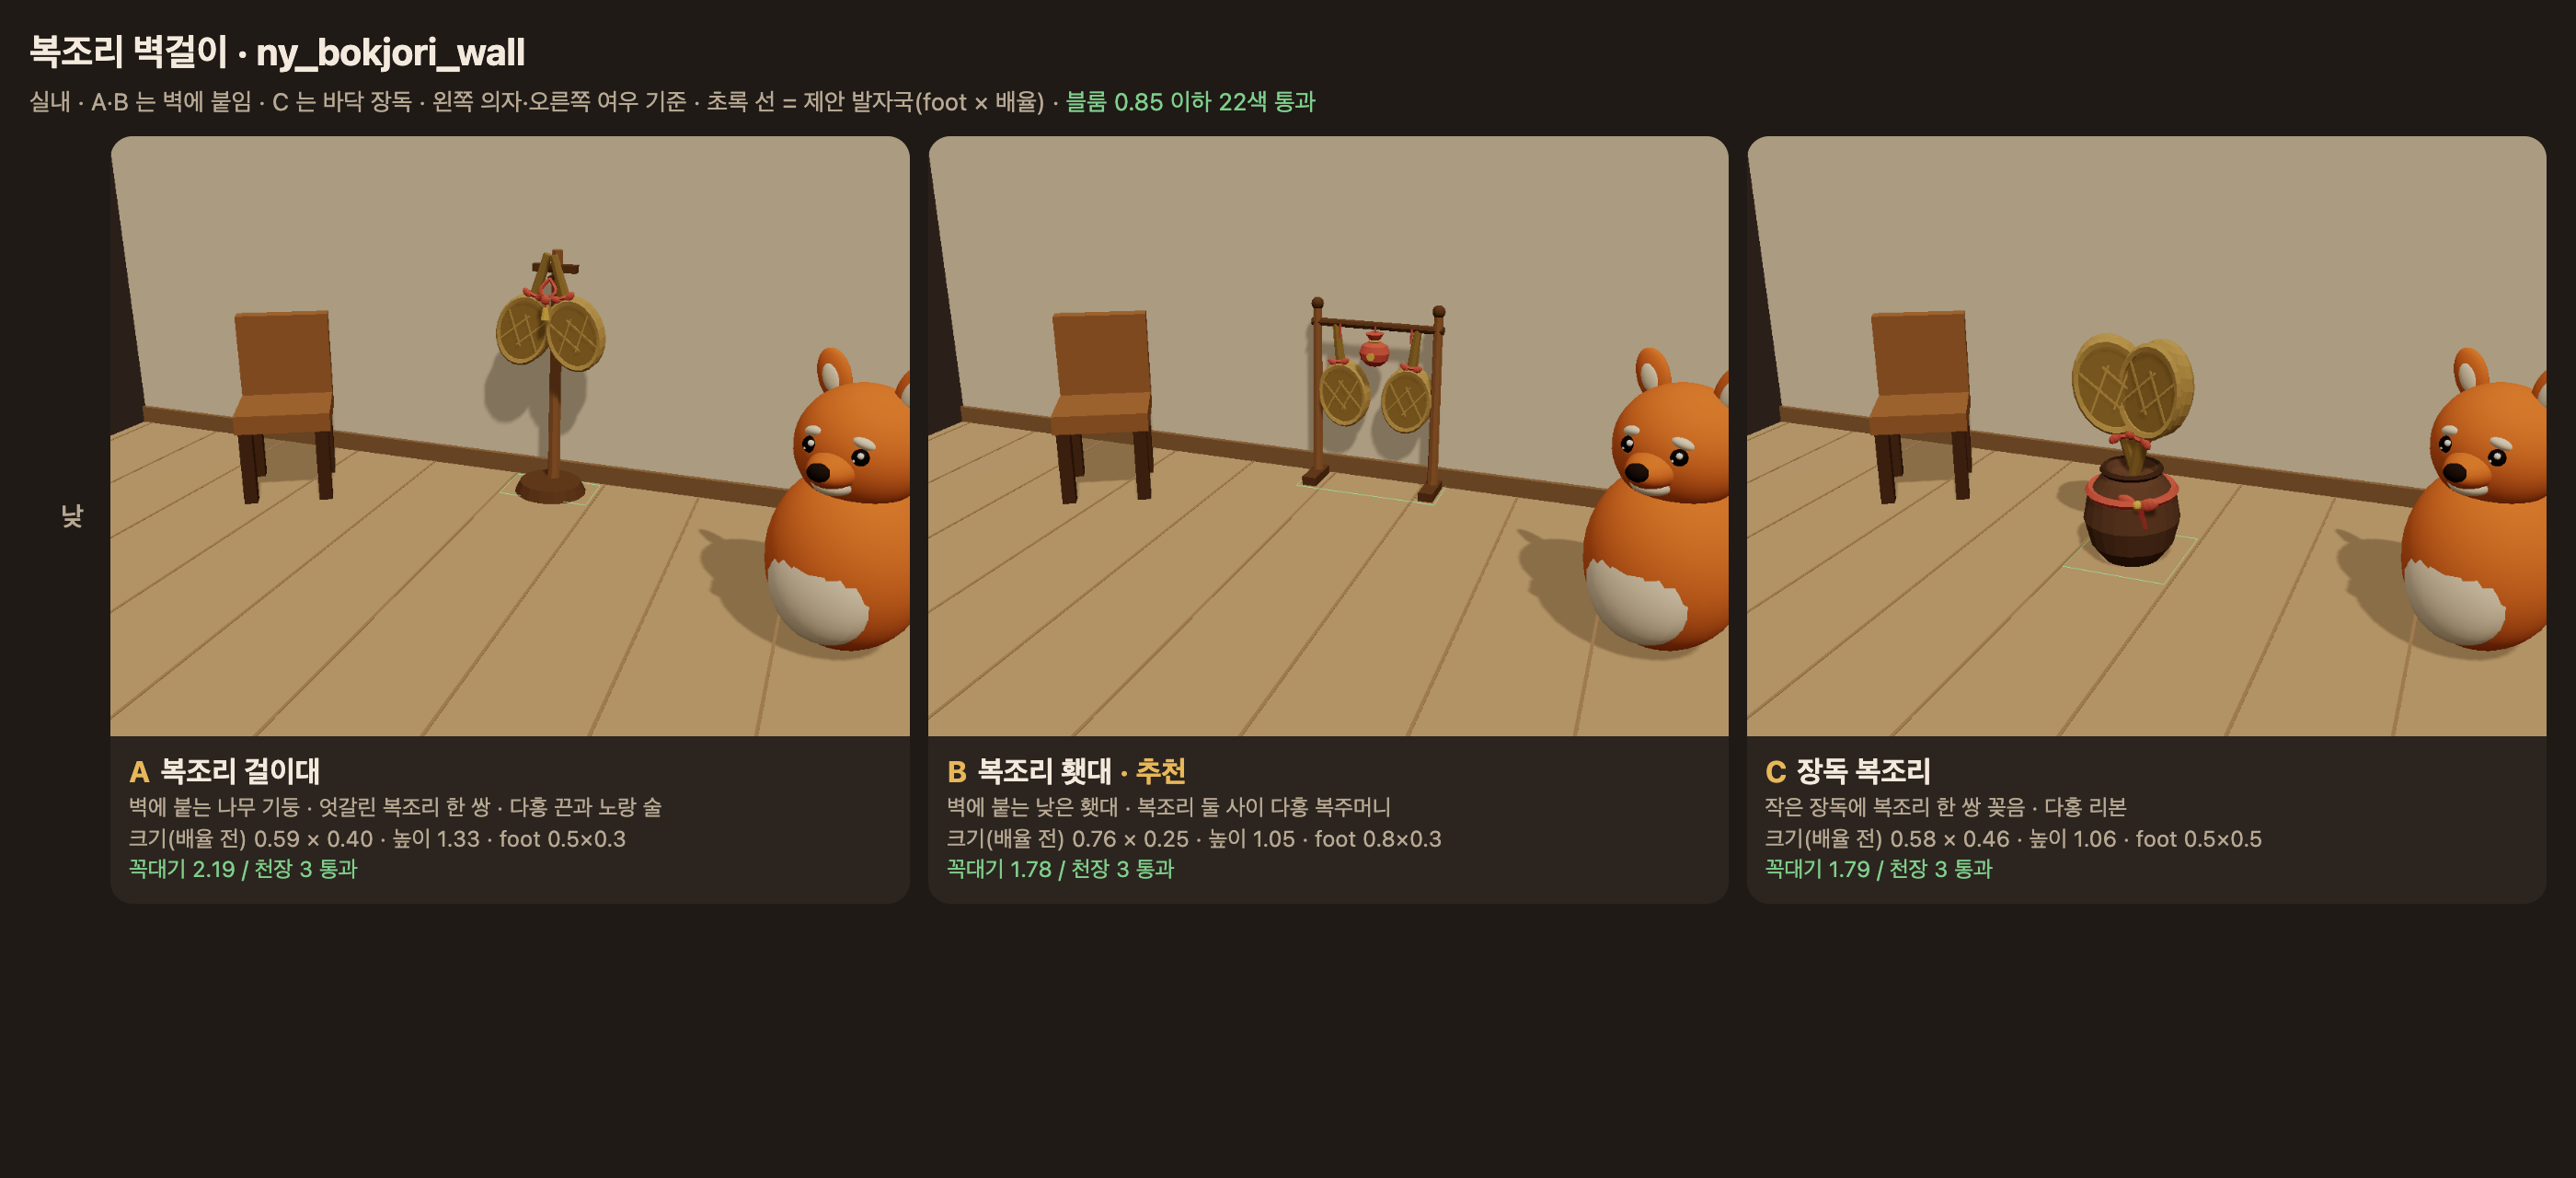 복조리 벽걸이 · ny_bokjori_wall
실내 · A·B 는 벽에 붙임 · C 는 바닥 장독 · 왼쪽 의자·오른쪽 여우 기준 · 초록 선 = 제안 발자국(foot × 배율) · 블룸 0.85 이하 22색 통과
낮
A 복조리 걸이대
벽에 붙는 나무 기둥 · 엇갈린 복조리 한 쌍 · 다홍 끈과 노랑 술
크기(배율 전) 0.59 × 0.40 · 높이 1.33 · foot 0.5×0.3
꼭대기 2.19 / 천장 3 통과
B 복조리 횃대 · 추천
벽에 붙는 낮은 횃대 · 복조리 둘 사이 다홍 복주머니
크기(배율 전) 0.76 × 0.25 · 높이 1.05 · foot 0.8×0.3
꼭대기 1.78 / 천장 3 통과
C 장독 복조리
작은 장독에 복조리 한 쌍 꽂음 · 다홍 리본
크기(배율 전) 0.58 × 0.46 · 높이 1.06 · foot 0.5×0.5
꼭대기 1.79 / 천장 3 통과